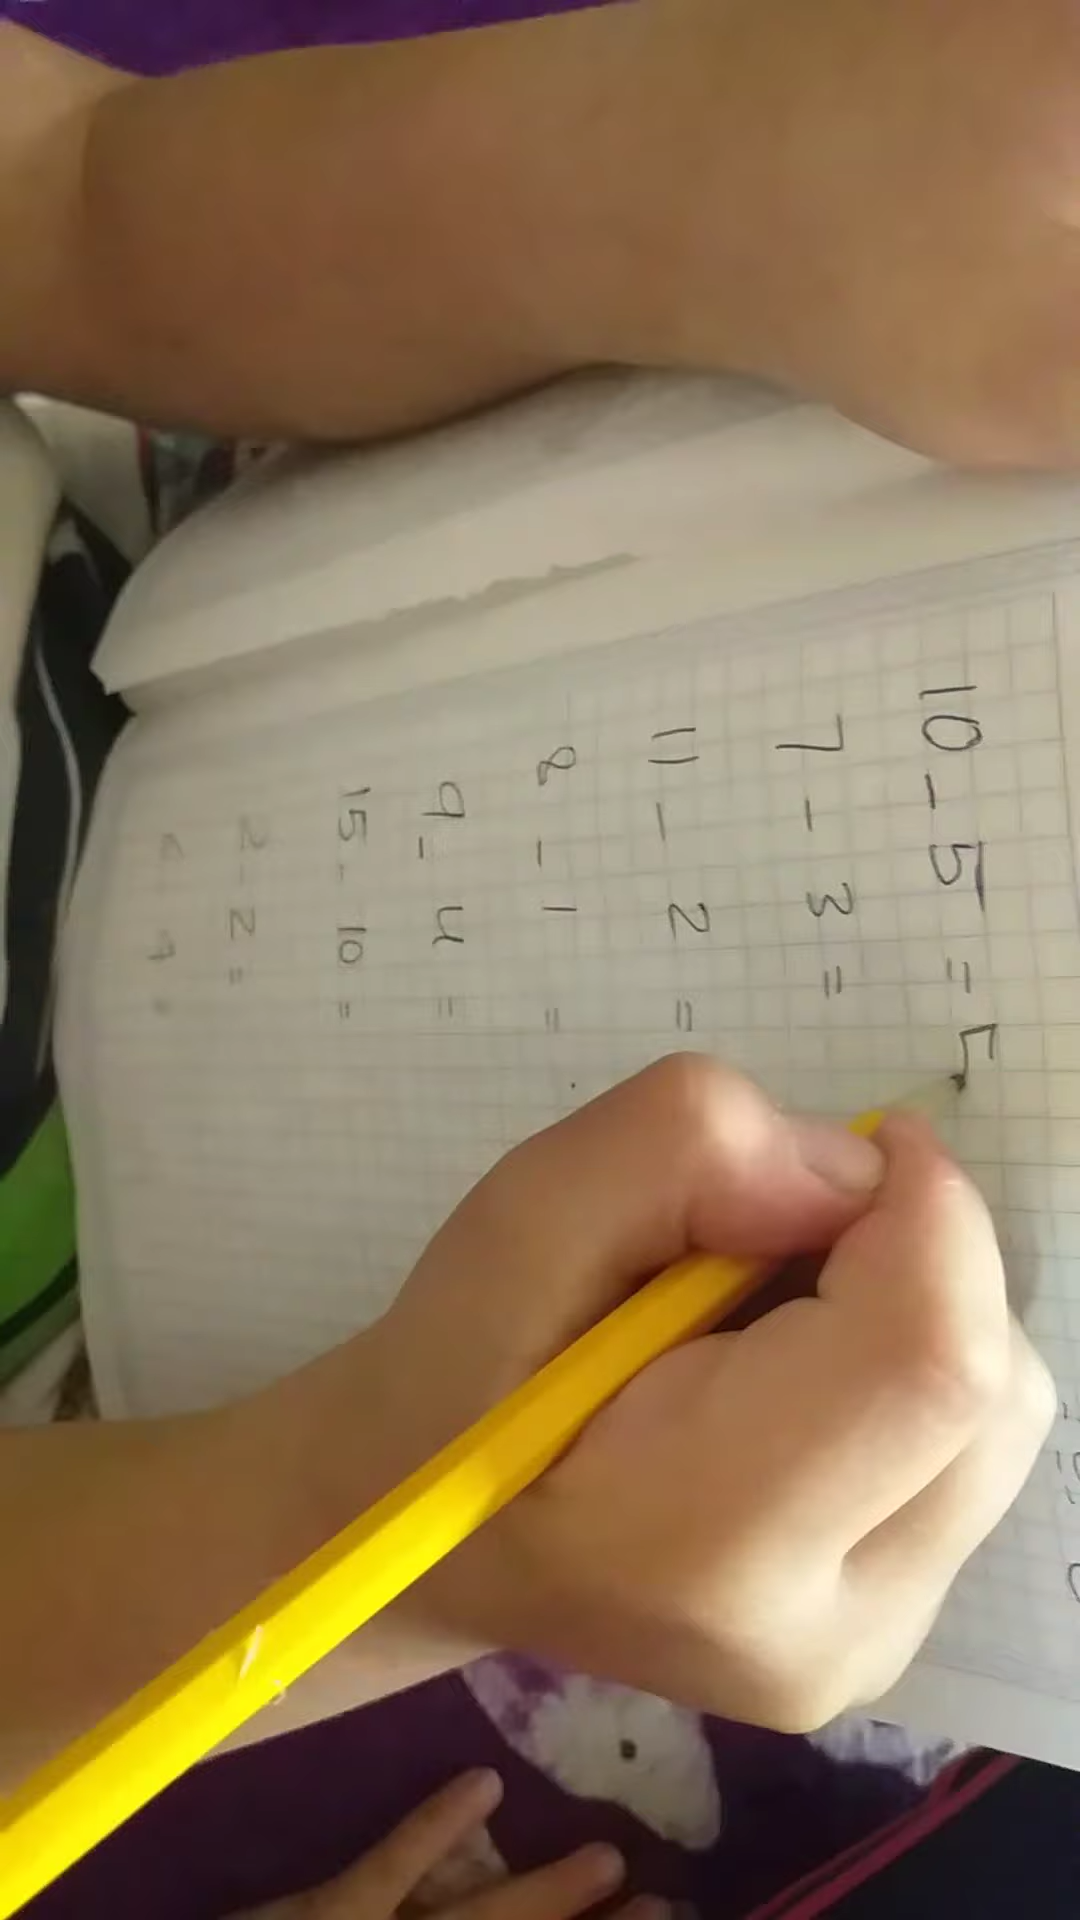 10 - 5 = 5
7 - 3 =
11 - 2 =
8 - 1 =
9 - 4 =
15 - 10 =
2 - 2 =